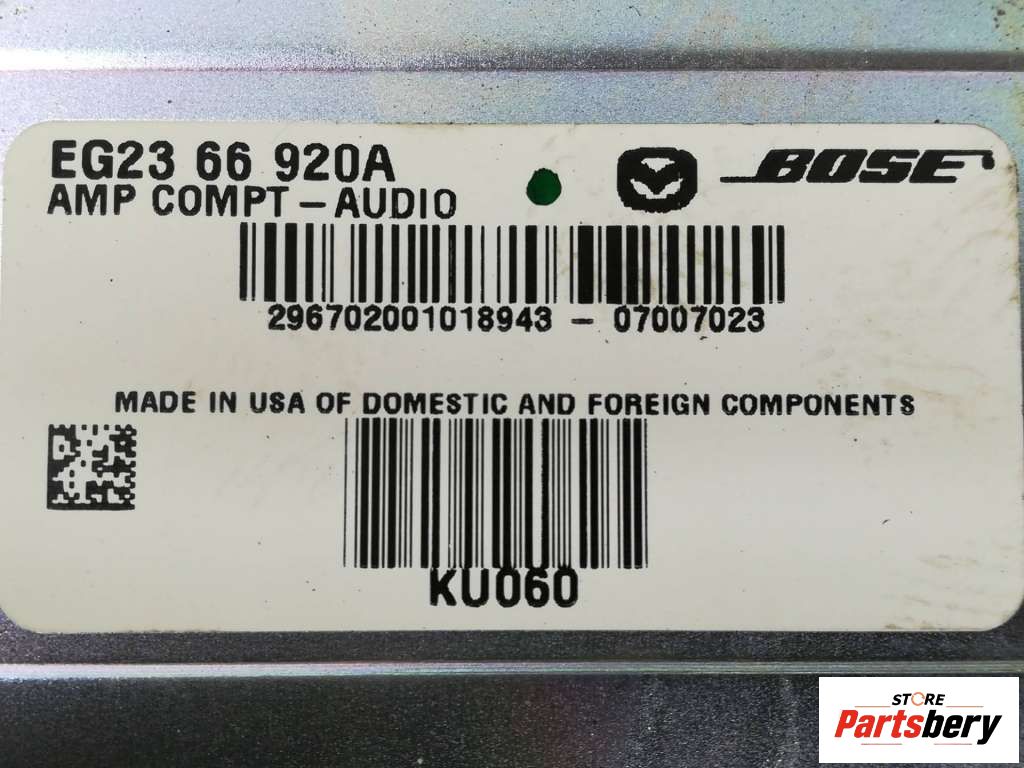 EG23 66 920A
BOSE
AMP COMPT - AUDIO
296702001018943 - 07007023
MADE IN USA OF DOMESTIC AND FOREIGN COMPONENTS
KU060
STORE
Partsbery